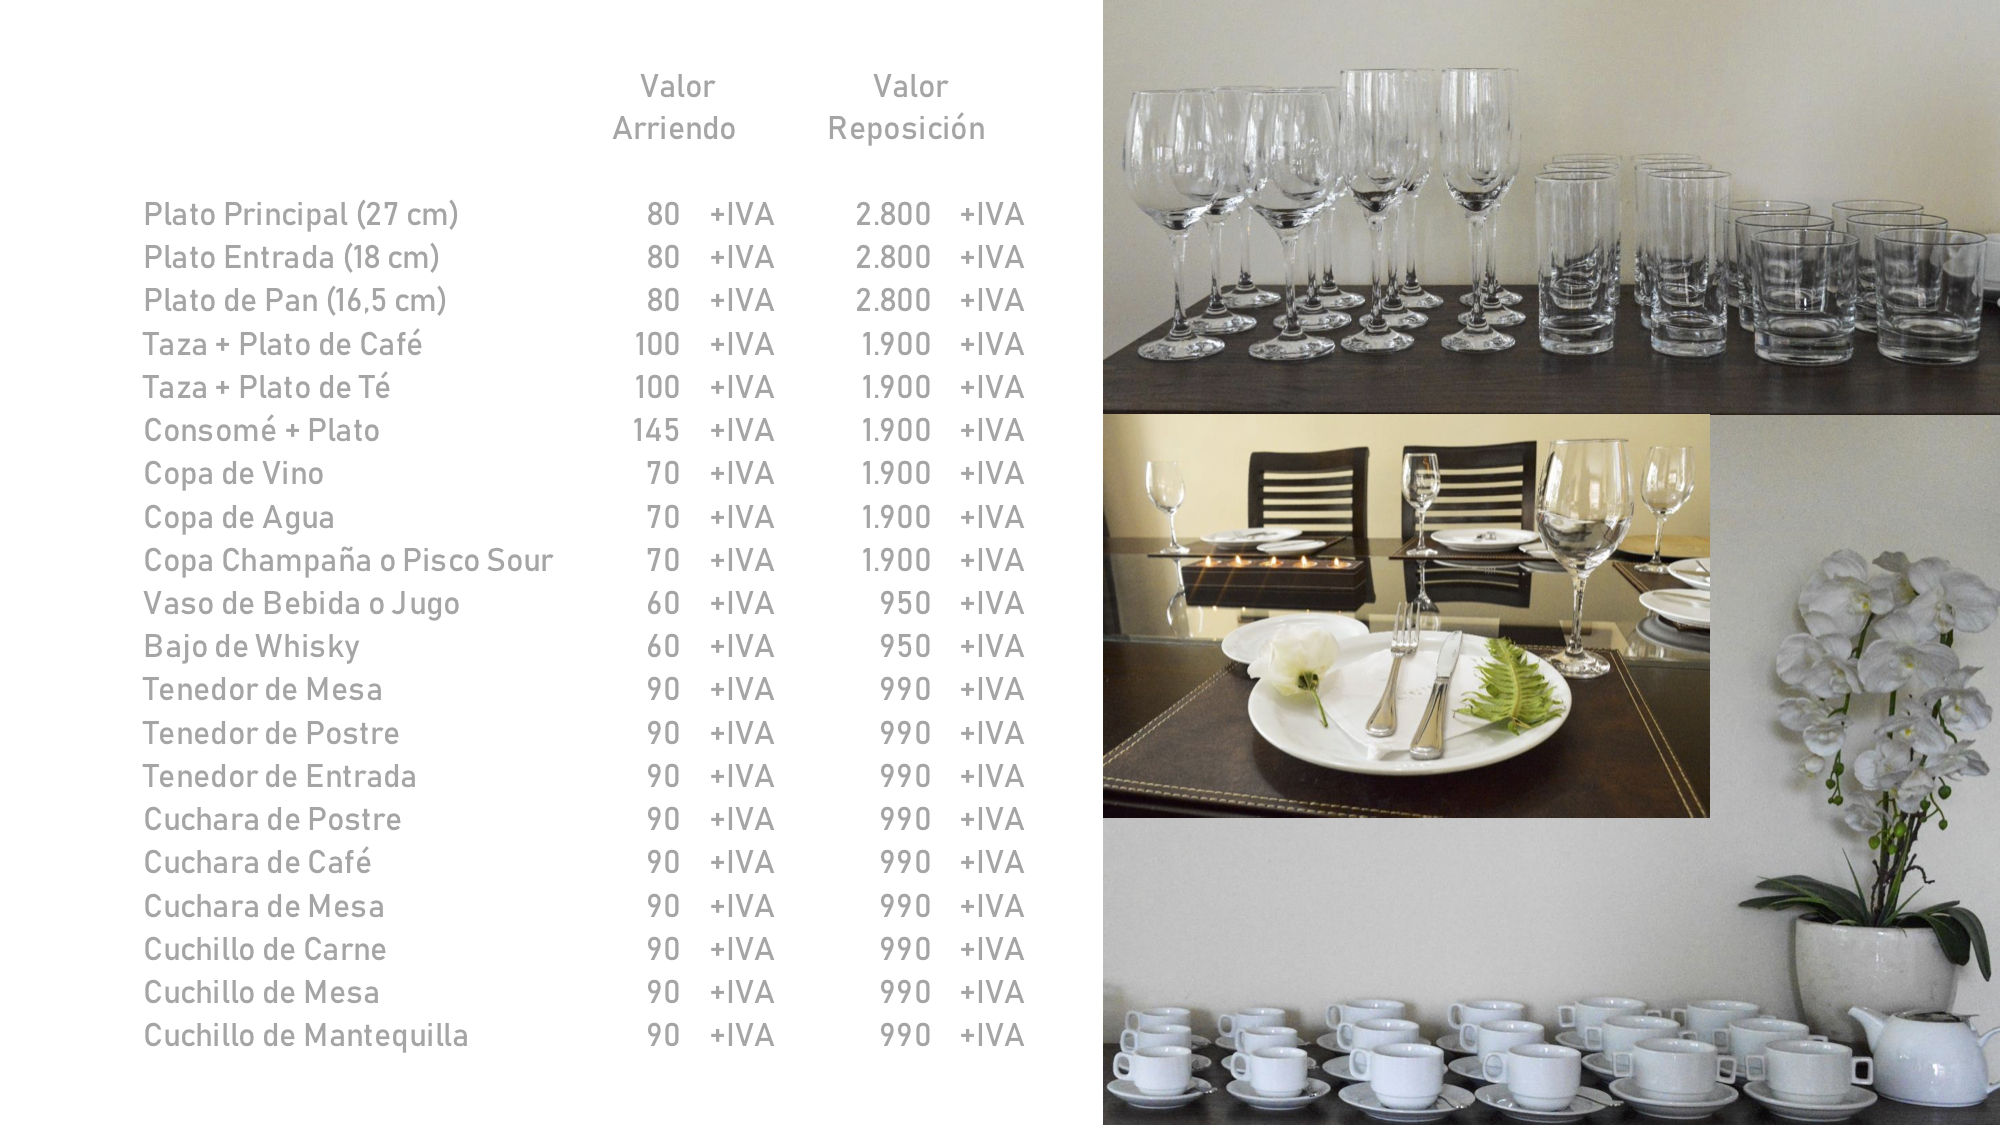 Valor Valor
Arriendo Reposición
Plato Principal (27 cm) 80 +IVA 2.800 +IVA
Plato Entrada (18 cm) 80 +IVA 2.800 +IVA
Plato de Pan (16,5 cm) 80 +IVA 2.800 +IVA
Taza + Plato de Café 100 +IVA 1.900 +IVA
Taza + Plato de Té 100 +IVA 1.900 +IVA
Consomé + Plato 145 +IVA 1.900 +IVA
Copa de Vino 70 +IVA 1.900 +IVA
Copa de Agua 70 +IVA 1.900 +IVA
Copa Champaña o Pisco Sour 70 +IVA 1.900 +IVA
Vaso de Bebida o Jugo 60 +IVA 950 +IVA
Bajo de Whisky 60 +IVA 950 +IVA
Tenedor de Mesa 90 +IVA 990 +IVA
Tenedor de Postre 90 +IVA 990 +IVA
Tenedor de Entrada 90 +IVA 990 +IVA
Cuchara de Postre 90 +IVA 990 +IVA
Cuchara de Café 90 +IVA 990 +IVA
Cuchara de Mesa 90 +IVA 990 +IVA
Cuchillo de Carne 90 +IVA 990 +IVA
Cuchillo de Mesa 90 +IVA 990 +IVA
Cuchillo de Mantequilla 90 +IVA 990 +IVA